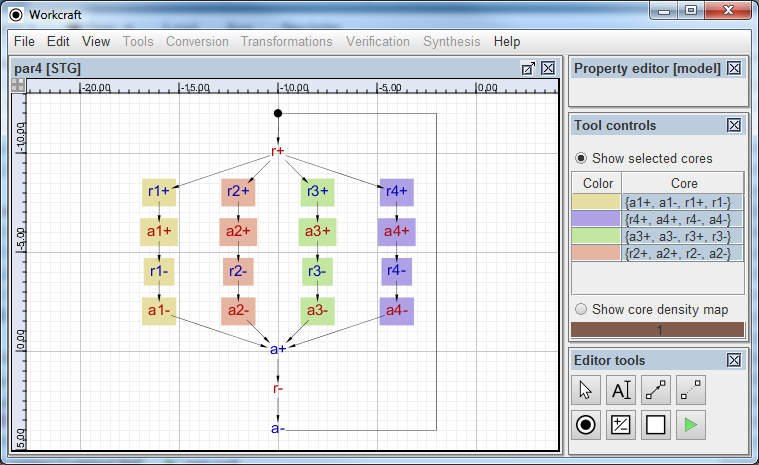 Workcraft
File Edit View Tools Conversion Transformations Verification Synthesis Help
par4 [STG]
-20.00 -15.00 -10.00 -5.00 0.00
-10.00
-5.00
0.00
5.00
r+
r1+ r2+ r3+ r4+
a1+ a2+ a3+ a4+
r1- r2- r3- r4-
a1- a2- a3- a4-
a+
r-
a-
Property editor [model]
Tool controls
Show selected cores
Color Core
{a1+, a1-, r1+, r1-}
{r4+, a4+, r4-, a4-}
{a3+, a3-, r3+, r3-}
{r2+, a2+, r2-, a2-}
Show core density map
1
Editor tools
A